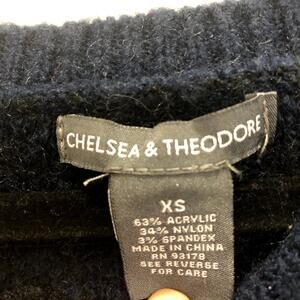 CHELSEA & THEODORE
XS
63% ACRYLIC
34% NYLON
3% SPANDEX
MADE IN CHINA
RN 93178
SEE REVERSE
FOR CARE